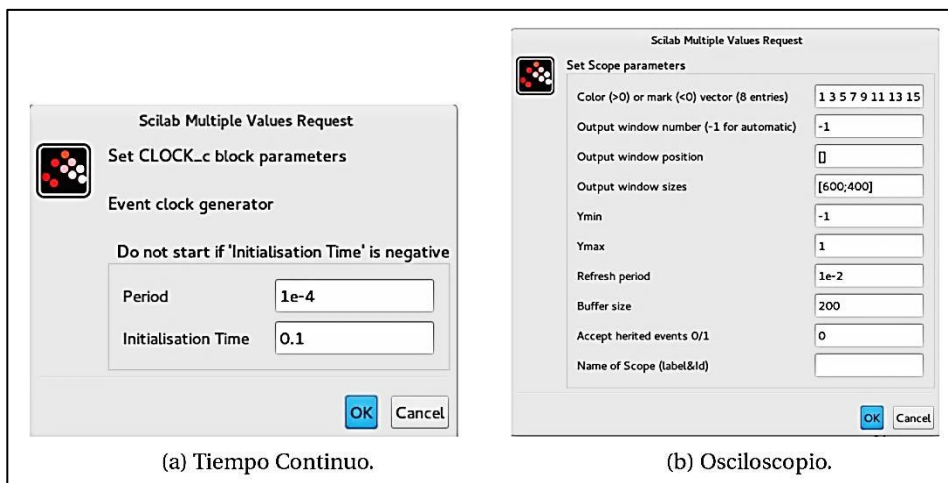 Scilab Multiple Values Request
Set CLOCK_c block parameters
Event clock generator
Do not start if 'Initialisation Time' is negative
Period 1e-4
Initialisation Time 0.1
OK Cancel
(a) Tiempo Continuo.
Scilab Multiple Values Request
Set Scope parameters
Color (>0) or mark (<0) vector (8 entries) 1 3 5 7 9 11 13 15
Output window number (-1 for automatic) -1
Output window position []
Output window sizes [600;400]
Ymin -1
Ymax 1
Refresh period 1e-2
Buffer size 200
Accept herited events 0/1 0
Name of Scope (label&Id)
OK Cancel
(b) Osciloscopio.